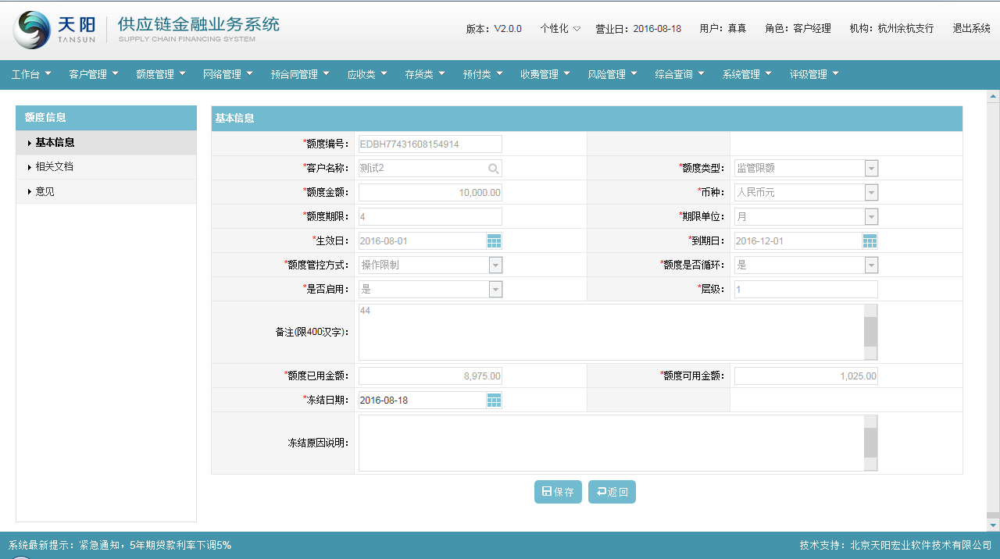 天阳 TANSUN 供应链金融业务系统 SUPPLY CHAIN FINANCING SYSTEM
版本：V2.0.0 个性化 营业日：2016-08-18 用户：真真 角色：客户经理 机构：杭州余杭支行 退出系统
工作台 客户管理 额度管理 网络管理 预合同管理 应收类 存货类 预付类 收费管理 风险管理 综合查询 系统管理 评级管理
额度信息
基本信息
相关文档
意见
基本信息
*额度编号： EDBH77431608154914
*客户名称： 测试2 *额度类型： 监管限额
*额度金额： 10,000.00 *币种： 人民币元
*额度期限： 4 *期限单位： 月
*生效日： 2016-08-01 *到期日： 2016-12-01
*额度管控方式： 操作限制 *额度是否循环： 是
*是否启用： 是 *层级： 1
备注(限400汉字)： 44
*额度已用金额： 8,975.00 *额度可用金额： 1,025.00
*冻结日期： 2016-08-18
冻结原因说明：
保存 返回
系统最新提示：紧急通知，5年期贷款利率下调5% 技术支持：北京天阳宏业软件技术有限公司